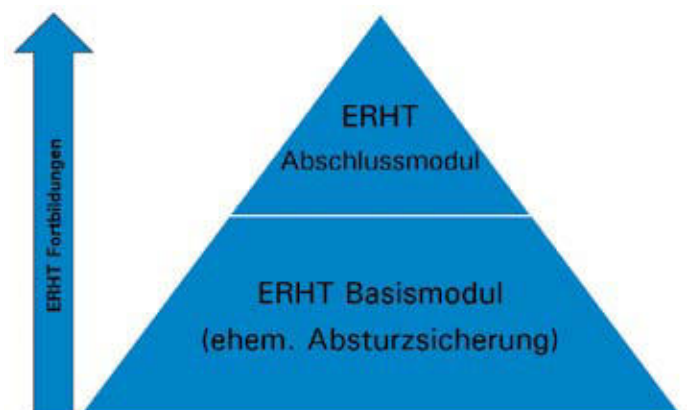 ERHT
Abschlussmodul
ERHT Basismodul
(ehem. Absturzsicherung)
ERHT Fortbildungen